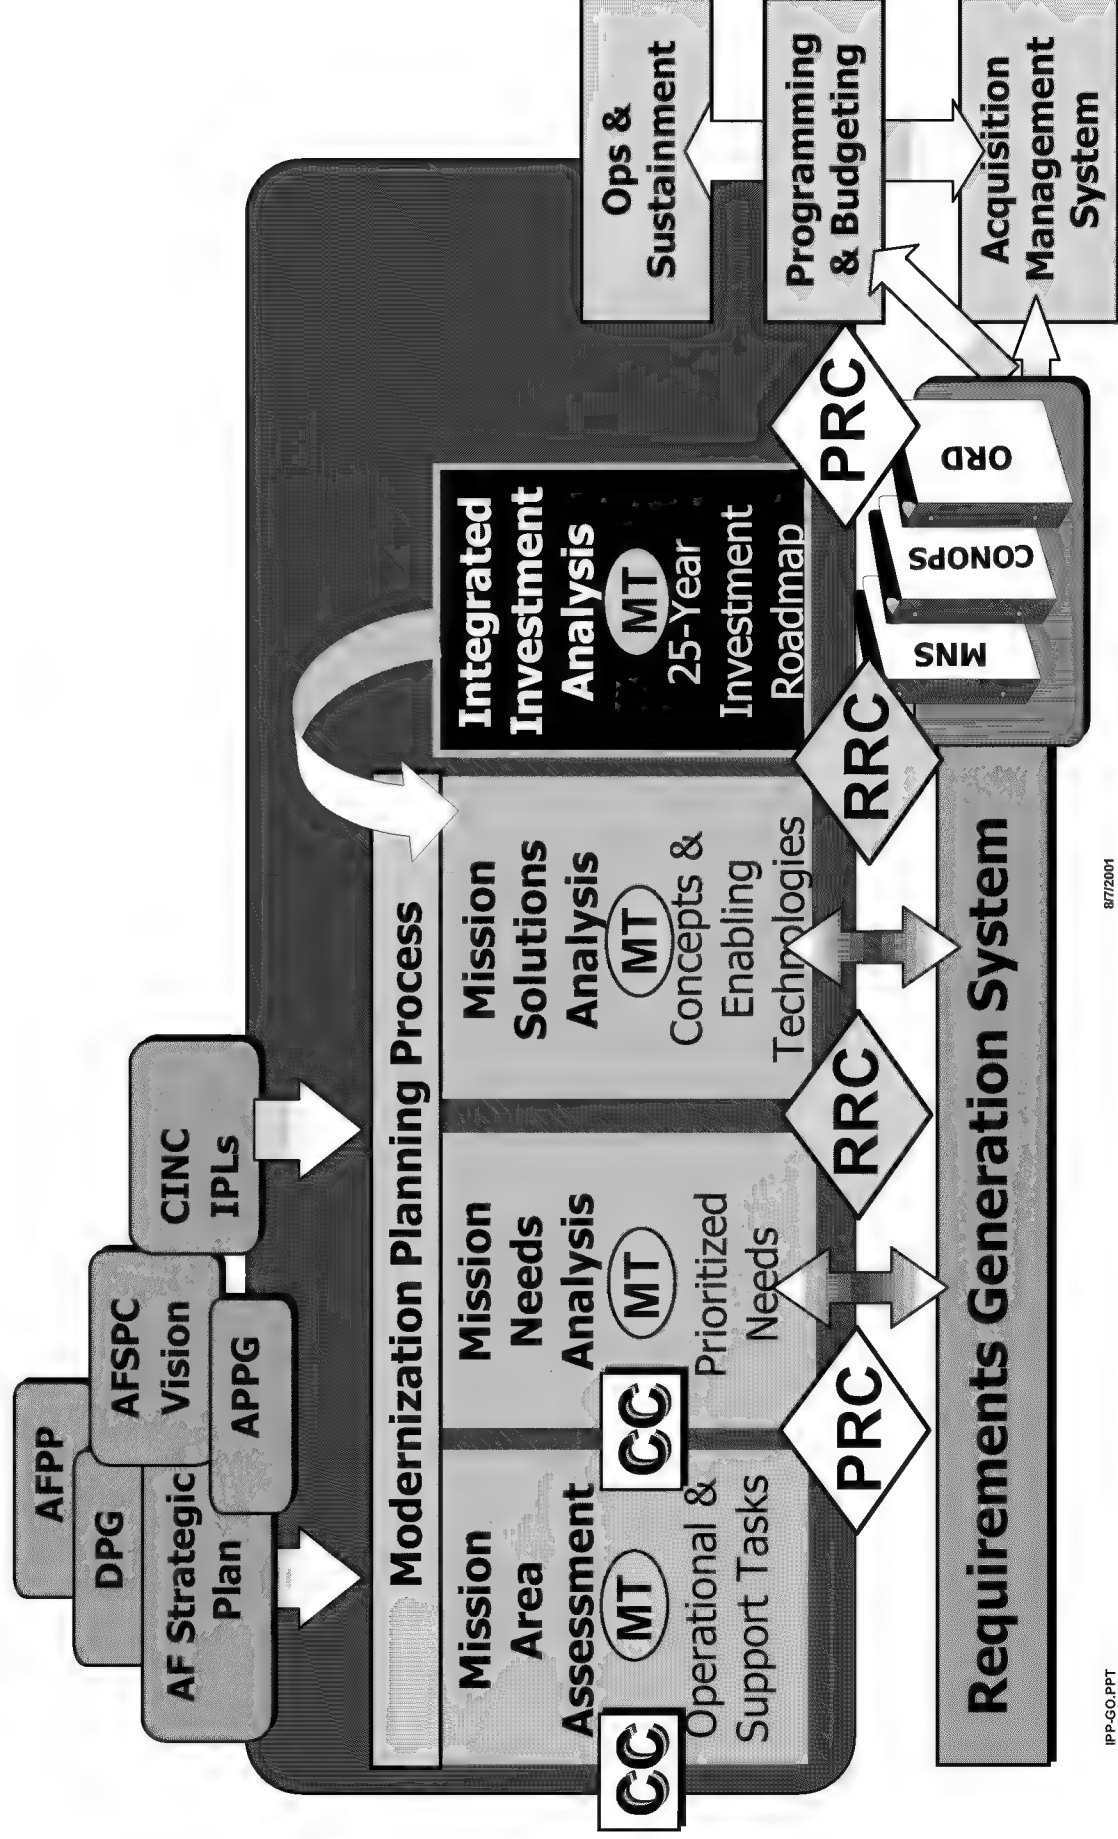 AFPP
DPG
AF Strategic
Plan
AFSPC
Vision
APPG
CINC
IPLs
Modernization Planning Process
Mission
Area
Assessment
MT
Operational &
Support Tasks
CC
CC
Mission
Needs
Analysis
MT
Prioritized
Needs
Mission
Solutions
Analysis
MT
Concepts &
Enabling
Technologies
Integrated
Investment
Analysis
MT
25-Year
Investment
Roadmap
PRC
RRC
RRC
PRC
MNS
CONOPS
ORD
Ops &
Sustainment
Programming
& Budgeting
Acquisition
Management
System
Requirements Generation System
IPP-GO.PPT
8/7/2001